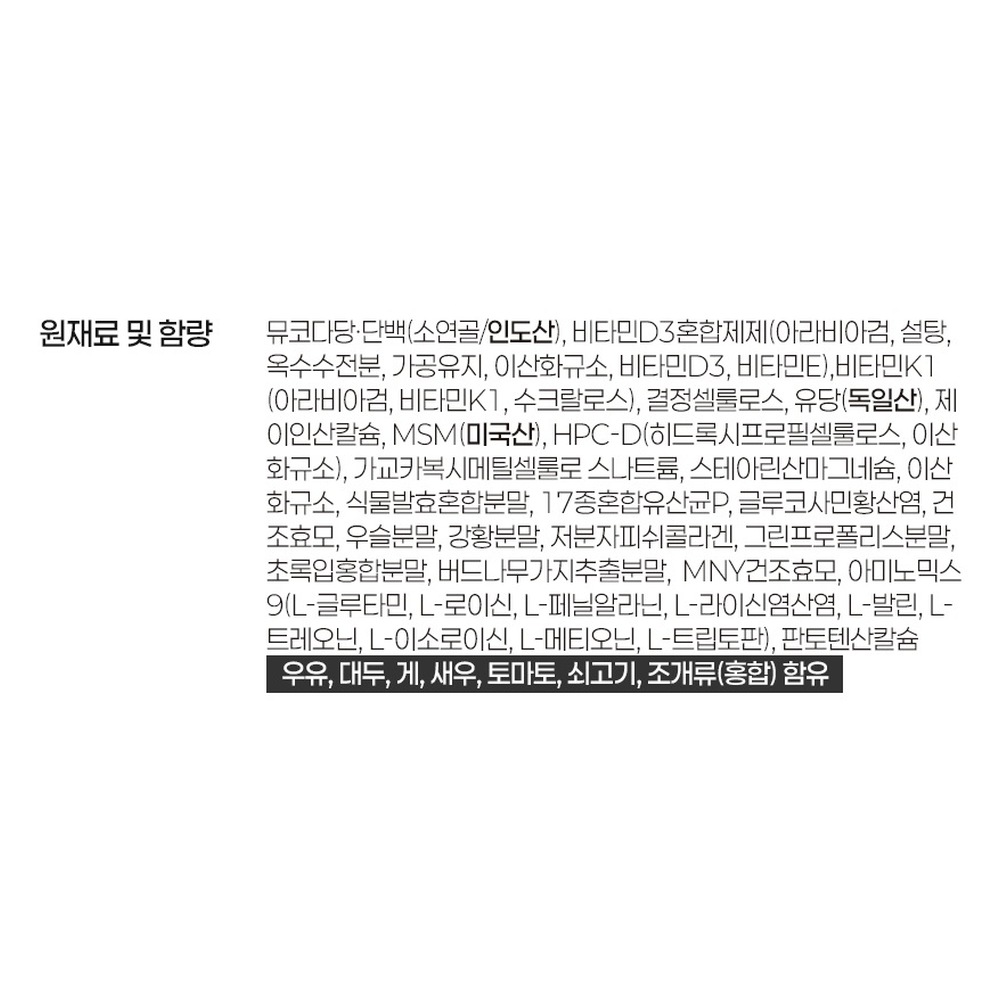 원재료 및 함량
뮤코다당·단백(소연골/인도산), 비타민D3혼합제제(아라비아검, 설탕,
옥수수전분, 가공유지, 이산화규소, 비타민D3, 비타민E),비타민K1
(아라비아검, 비타민K1, 수크랄로스), 결정셀룰로스, 유당(독일산), 제
이인산칼슘, MSM(미국산), HPC-D(히드록시프로필셀룰로스, 이산
화규소), 가교카복시메틸셀룰로 스나트륨, 스테아린산마그네슘, 이산
화규소, 식물발효혼합분말, 17종혼합유산균P, 글루코사민황산염, 건
조효모, 우슬분말, 강황분말, 저분자피쉬콜라겐, 그린프로폴리스분말,
초록입홍합분말, 버드나무가지추출분말, MNY건조효모, 아미노믹스
9(L-글루타민, L-로이신, L-페닐알라닌, L-라이신염산염, L-발린, L-
트레오닌, L-이소로이신, L-메티오닌, L-트립토판), 판토텐산칼슘
우유, 대두, 게, 새우, 토마토, 쇠고기, 조개류(홍합) 함유